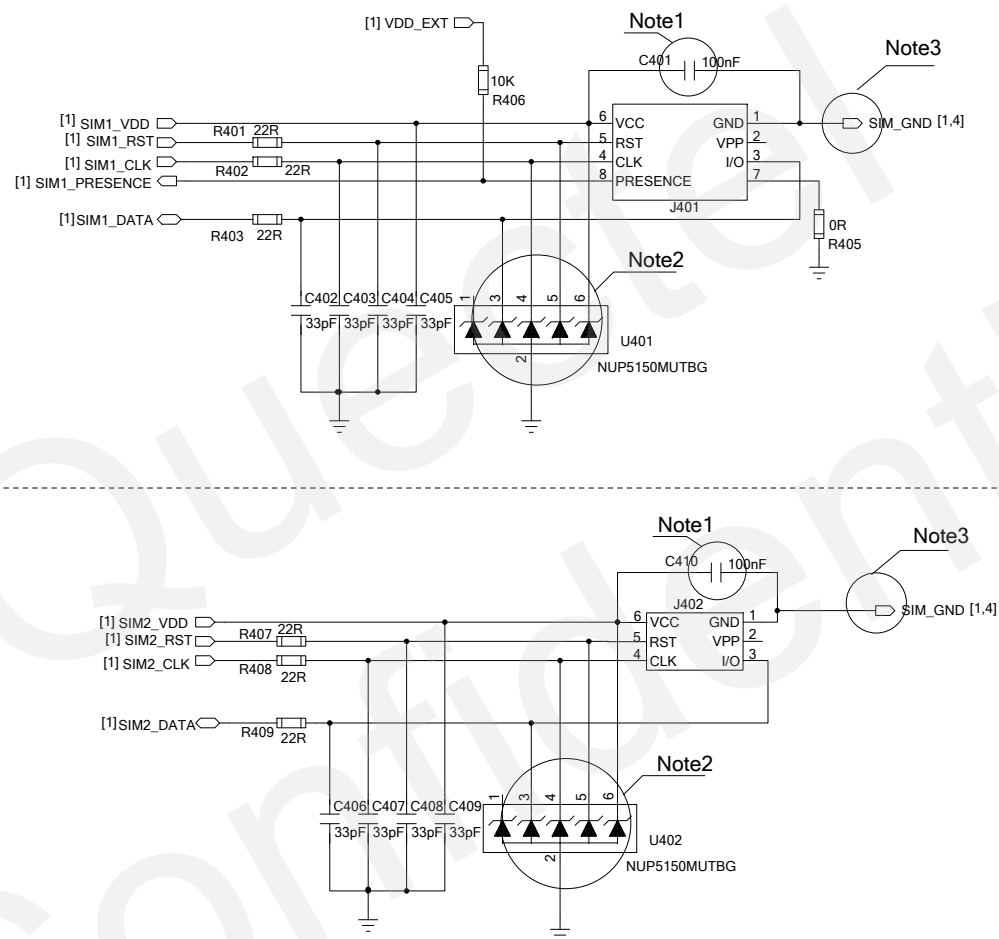 [1] VDD_EXT
Note1
C401 100nF
Note3
10K
R406
[1] SIM1_VDD
6 VCC GND 1
SIM_GND [1,4]
[1] SIM1_RST
R401 22R
5 RST VPP 2
[1] SIM1_CLK
R402 22R
4 CLK I/O 3
[1] SIM1_PRESENCE
8 PRESENCE 7
J401
[1]SIM1_DATA
R403 22R
0R
R405
Note2
C402 C403 C404 C405
33pF 33pF 33pF 33pF
1 3 4 5 6
2
U401
NUP5150MUTBG
Note1
C410 100nF
Note3
J402
[1] SIM2_VDD
6 VCC GND 1
SIM_GND [1,4]
[1] SIM2_RST
R407 22R
5 RST VPP 2
[1] SIM2_CLK
R408 22R
4 CLK I/O 3
[1]SIM2_DATA
R409 22R
Note2
C406 C407 C408 C409
33pF 33pF 33pF 33pF
1 3 4 5 6
2
U402
NUP5150MUTBG
Quectel
Confident